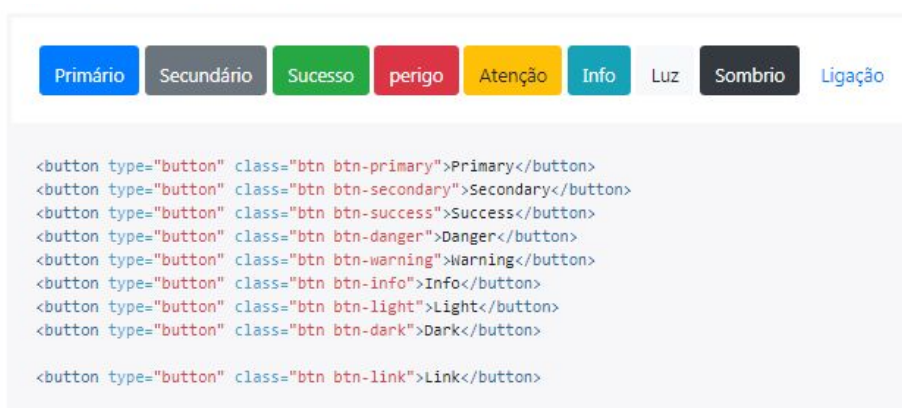 Primário Secundário Sucesso perigo Atenção Info Luz Sombrio Ligação
<button type="button" class="btn btn-primary">Primary</button>
<button type="button" class="btn btn-secondary">Secondary</button>
<button type="button" class="btn btn-success">Success</button>
<button type="button" class="btn btn-danger">Danger</button>
<button type="button" class="btn btn-warning">Warning</button>
<button type="button" class="btn btn-info">Info</button>
<button type="button" class="btn btn-light">Light</button>
<button type="button" class="btn btn-dark">Dark</button>
<button type="button" class="btn btn-link">Link</button>